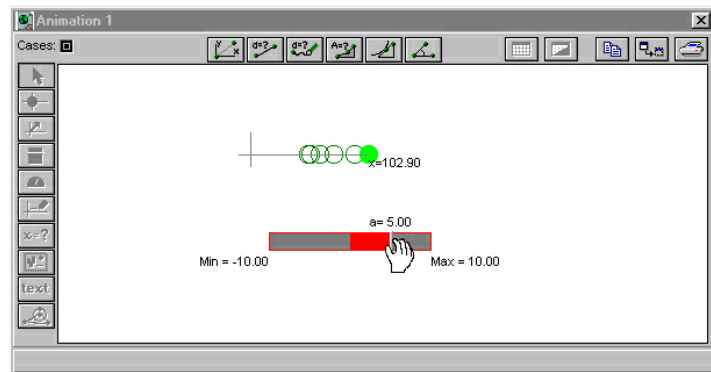 Animation 1
Cases:
y x
d=?
d=?
A=?
x=102.90
a= 5.00
x=?
Min = -10.00 Max = 10.00
text